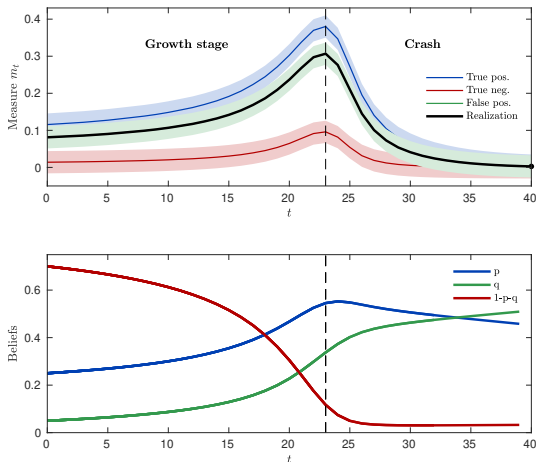 0.4
0.3
0.2
0.1
0
Measure m_t
Growth stage
Crash
True pos.
True neg.
False pos.
Realization
0 5 10 15 20 25 30 35 40
t
0.6
0.4
0.2
0
Beliefs
p
q
1-p-q
0 5 10 15 20 25 30 35 40
t